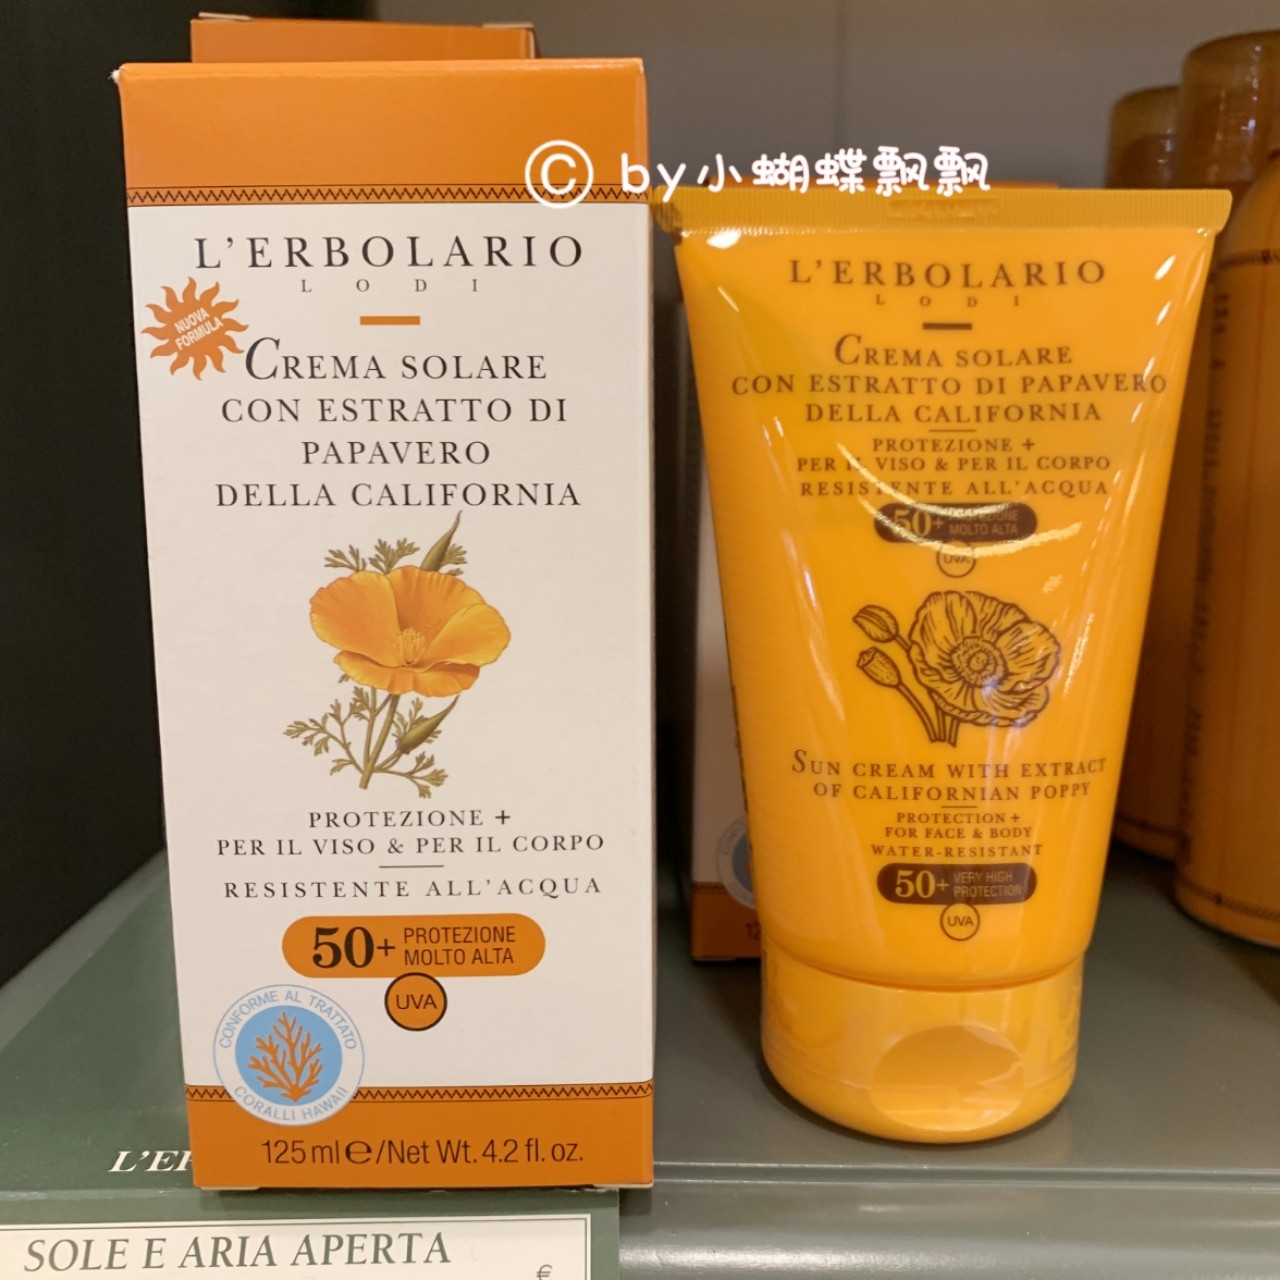 © by小蝴蝶飘飘
L'ERBOLARIO
LODI
NUOVA
FORMULA
CREMA SOLARE
CON ESTRATTO DI
PAPAVERO
DELLA CALIFORNIA
PROTEZIONE +
PER IL VISO & PER IL CORPO
RESISTENTE ALL'ACQUA
50+ PROTEZIONE
MOLTO ALTA
UVA
CONFORME AL TRATTATO
CORALLI HAWAII
125 ml ℮/Net Wt. 4.2 fl. oz.
L'ERBOLARIO
LODI
CREMA SOLARE
CON ESTRATTO DI PAPAVERO
DELLA CALIFORNIA
PROTEZIONE +
PER IL VISO & PER IL CORPO
RESISTENTE ALL'ACQUA
50+ PROTEZIONE
MOLTO ALTA
UVA
SUN CREAM WITH EXTRACT
OF CALIFORNIAN POPPY
PROTECTION +
FOR FACE & BODY
WATER-RESISTANT
50+ VERY HIGH
PROTECTION
UVA
L'ER
SOLE E ARIA APERTA
€